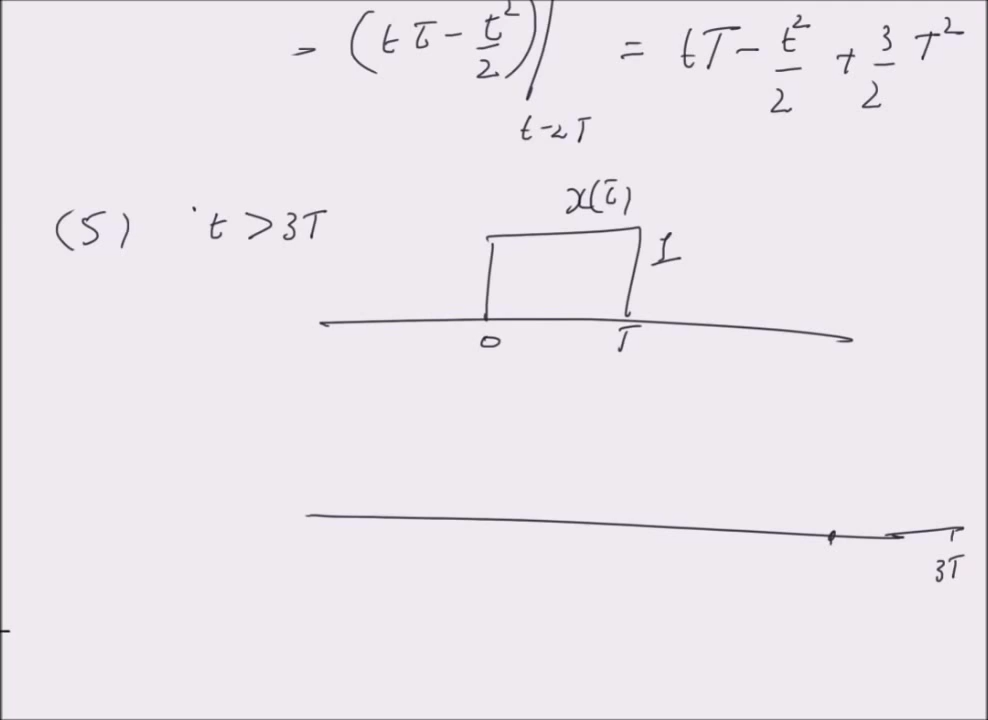 = (tτ - t²/2)| = tT - t²/2 + 3/2 T²
t-2T
(5) t > 3T
x(τ)
1
0 T
3T